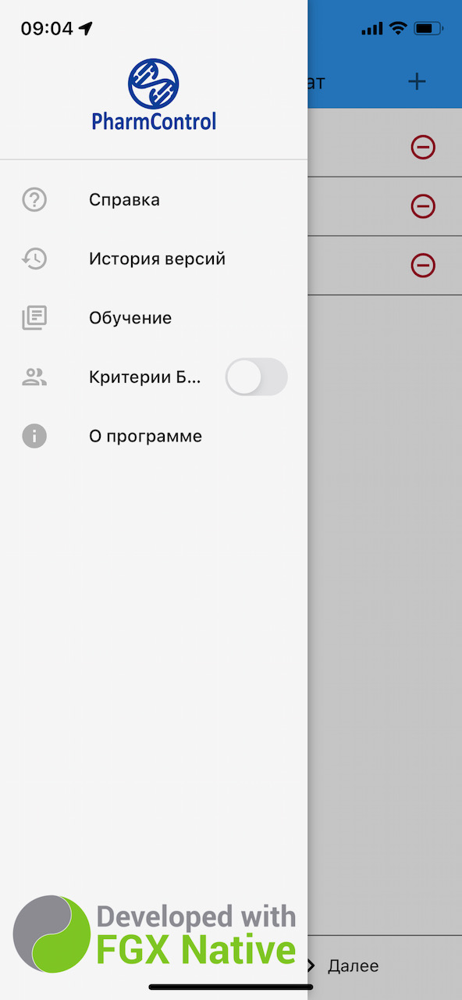 09:04
PharmControl
ат
Справка
История версий
Обучение
Критерии Б...
О программе
Developed with
FGX Native
Далее